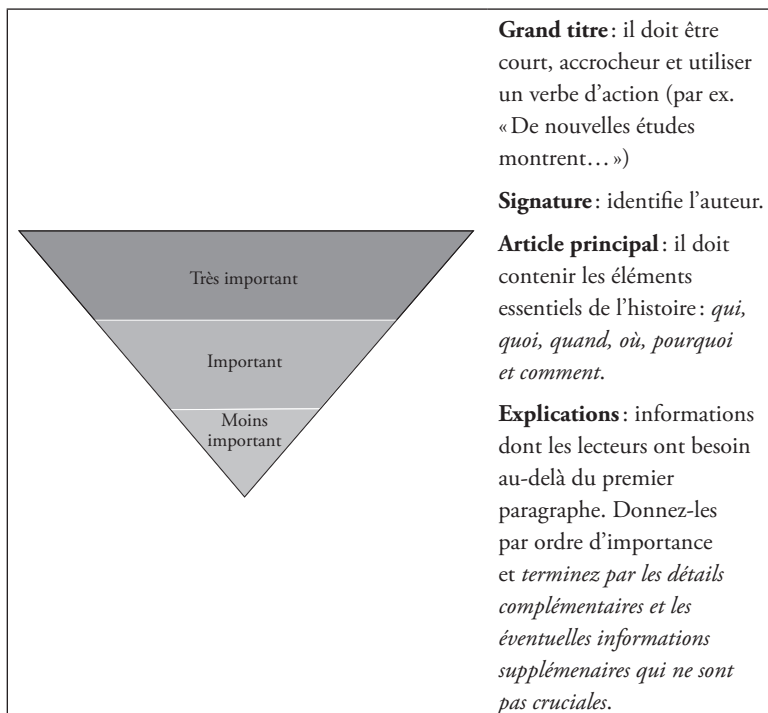 Grand titre : il doit être
court, accrocheur et utiliser
un verbe d’action (par ex.
« De nouvelles études
montrent… »)
Signature : identifie l’auteur.
Article principal : il doit
contenir les éléments
essentiels de l’histoire : qui,
quoi, quand, où, pourquoi
et comment.
Explications : informations
dont les lecteurs ont besoin
au-delà du premier
paragraphe. Donnez-les
par ordre d’importance
et terminez par les détails
complémentaires et les
éventuelles informations
supplémenaires qui ne sont
pas cruciales.
Très important
Important
Moins
important